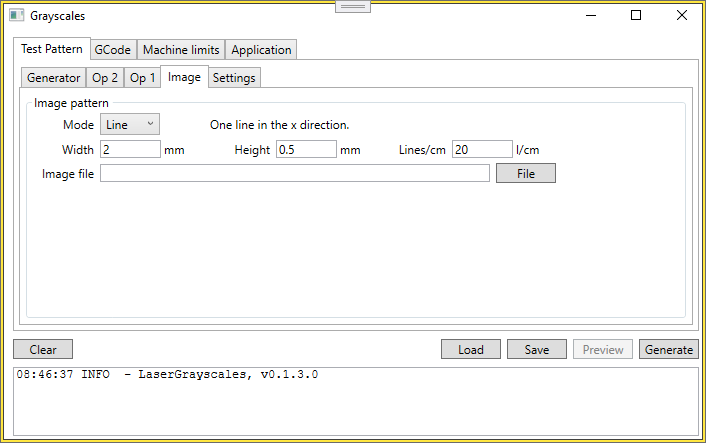 Grayscales
Test Pattern GCode Machine limits Application
Generator Op 2 Op 1 Image Settings
Image pattern
Mode Line One line in the x direction.
Width 2 mm Height 0.5 mm Lines/cm 20 l/cm
Image file File
Clear Load Save Preview Generate
08:46:37 INFO  - LaserGrayscales, v0.1.3.0